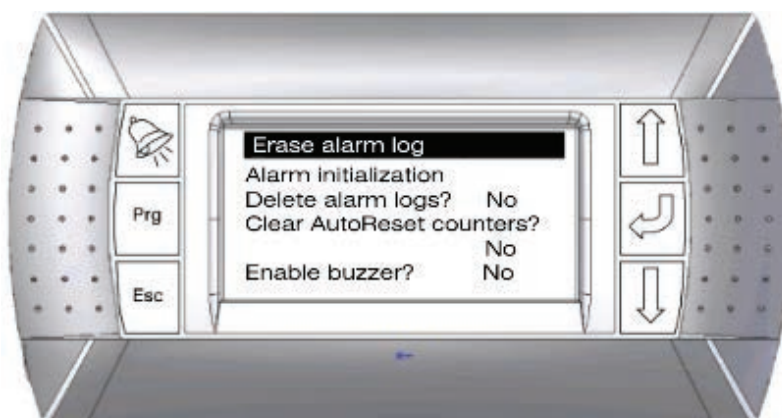 Erase alarm log
Alarm initialization
Delete alarm logs? No
Clear AutoReset counters?
No
Enable buzzer? No
Prg
Esc